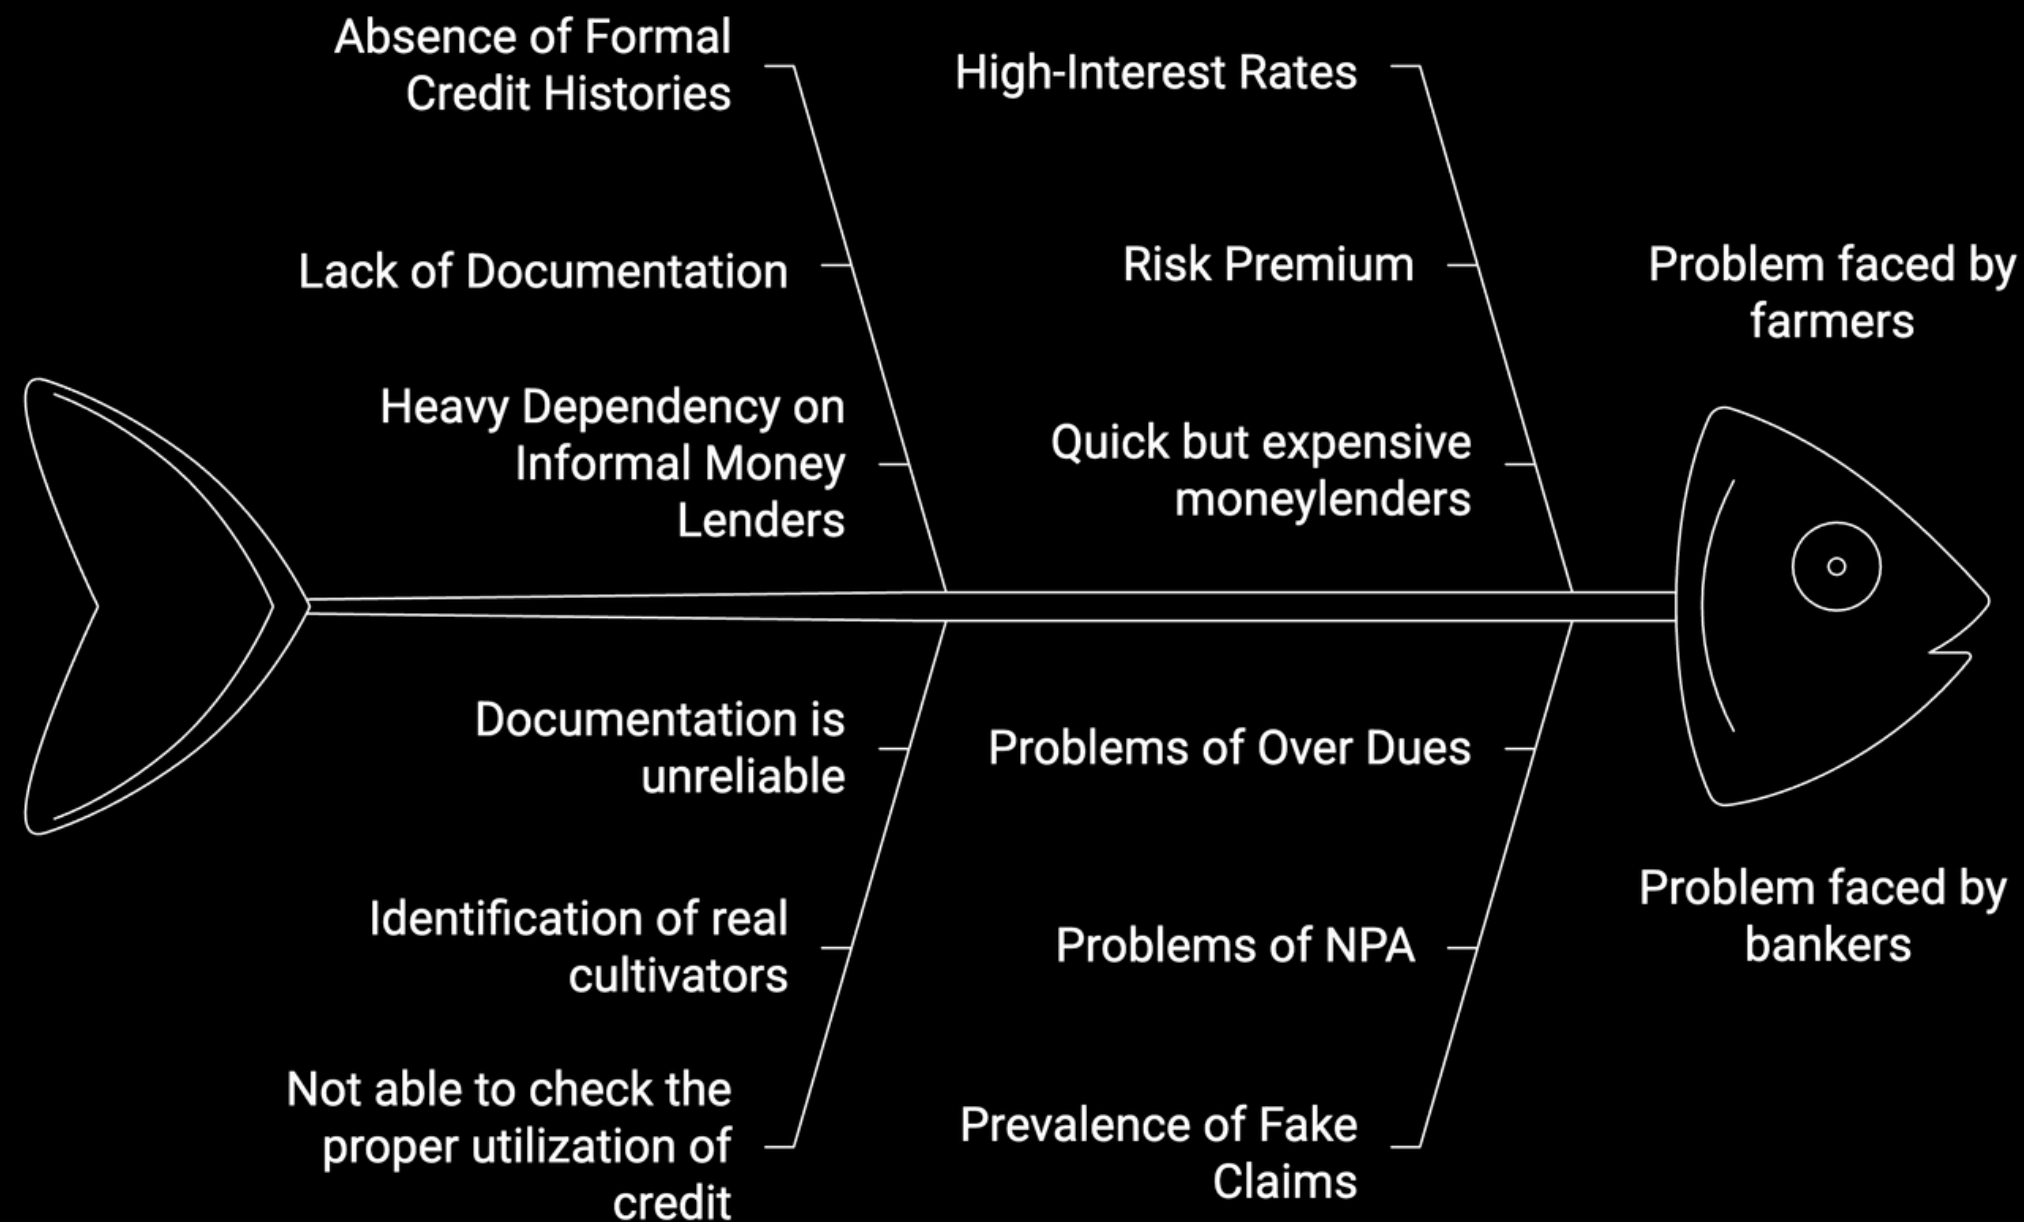 Absence of Formal
Credit Histories
Lack of Documentation
Heavy Dependency on
Informal Money
Lenders
High-Interest Rates
Risk Premium
Quick but expensive
moneylenders
Problem faced by
farmers
Documentation is
unreliable
Identification of real
cultivators
Not able to check the
proper utilization of
credit
Problems of Over Dues
Problems of NPA
Prevalence of Fake
Claims
Problem faced by
bankers